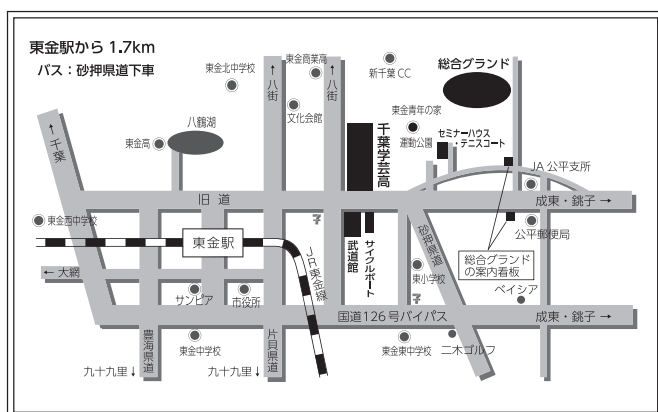 東金駅から 1.7km
バス：砂押県道下車
東金北中学校
東金商業高
新千葉 CC
総合グランド
↑八街
↑八街
文化会館
東金青年の家
運動公園
セミナーハウス
・テニスコート
八鶴湖
東金高
千葉学芸高
↑千葉
JA 公平支所
旧道
成東・銚子 →
東金西中学校
東金駅
JR東金線
武道館
サイクルポート
砂押県道
公平郵便局
総合グランド
の案内看板
← 大網
サンピア
市役所
東小学校
ベイシア
国道126号バイパス
成東・銚子 →
豊海県道
東金中学校
片貝県道
東金東中学校
二木ゴルフ
九十九里↓
九十九里↓